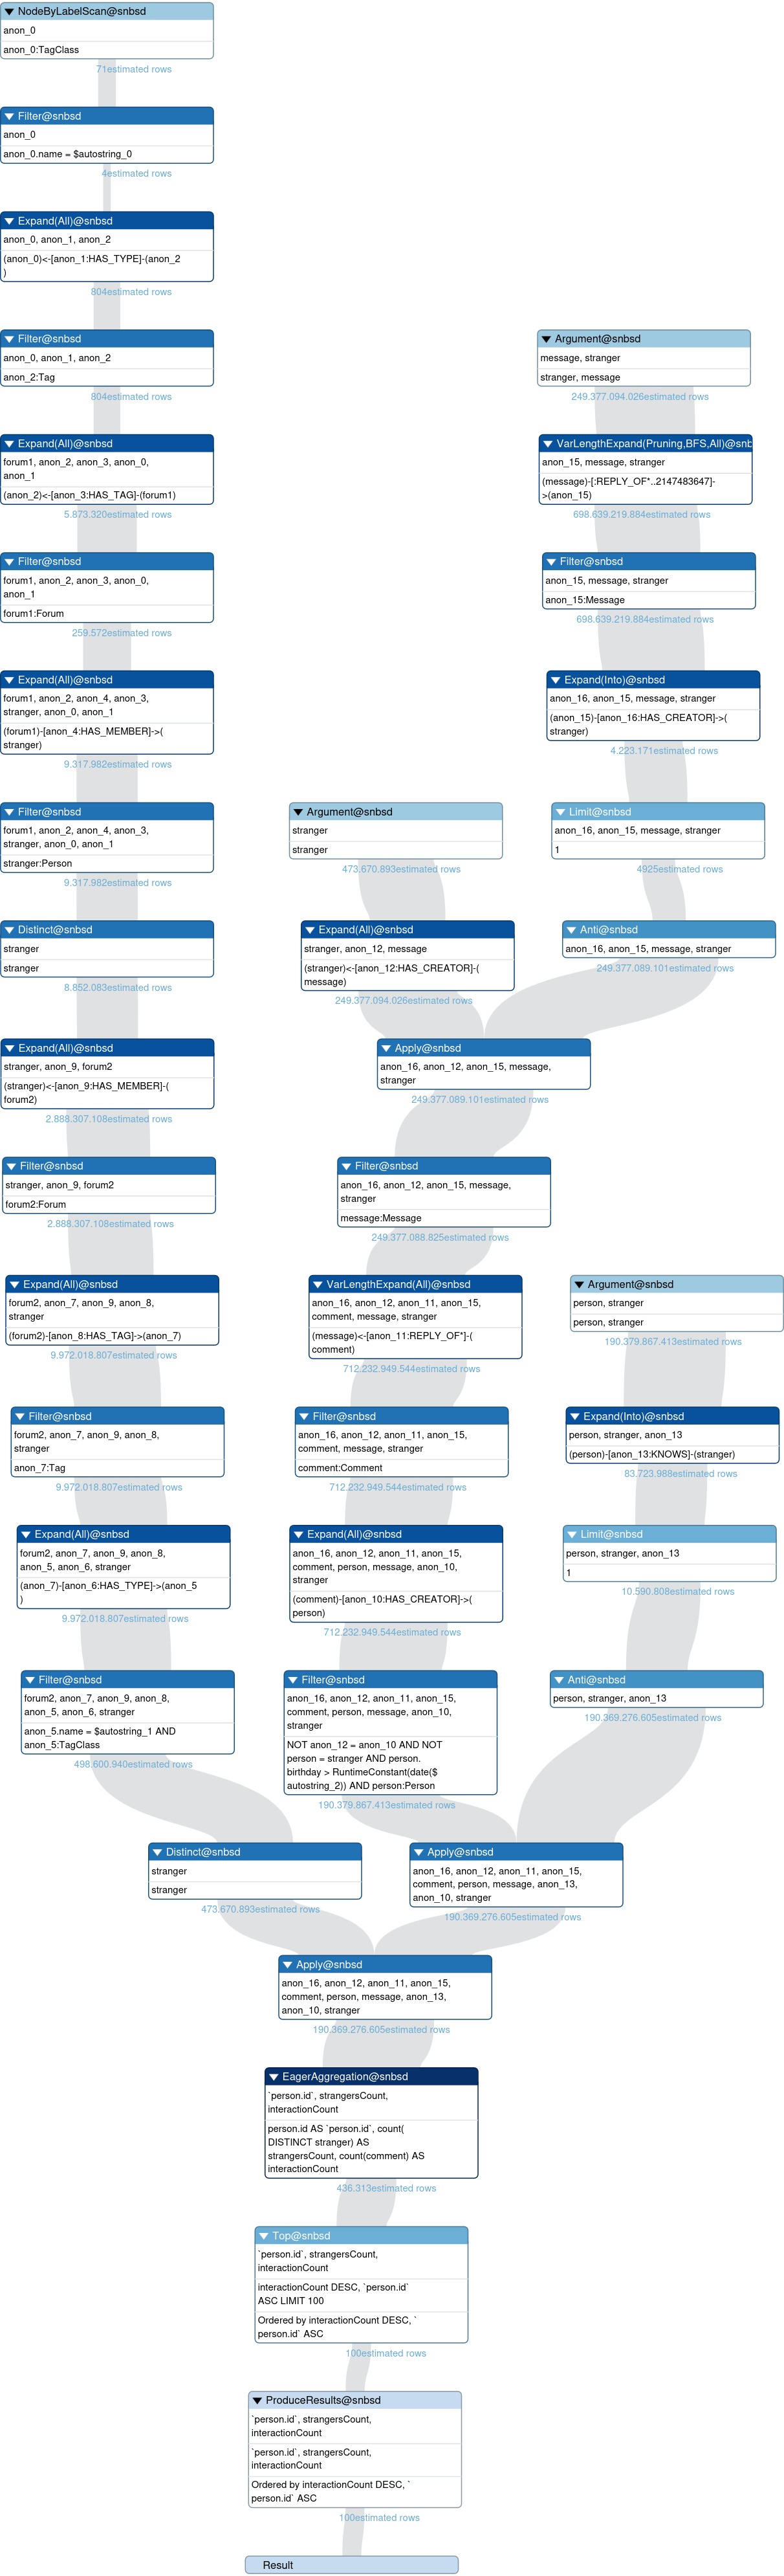 NodeByLabelScan@snbsd
anon_0
anon_0:TagClass
71estimated rows
Filter@snbsd
anon_0
anon_0.name = $autostring_0
4estimated rows
Expand(All)@snbsd
anon_0, anon_1, anon_2
(anon_0)<-[anon_1:HAS_TYPE]-(anon_2
)
804estimated rows
Filter@snbsd
anon_0, anon_1, anon_2
anon_2:Tag
804estimated rows
Expand(All)@snbsd
forum1, anon_2, anon_3, anon_0,
anon_1
(anon_2)<-[anon_3:HAS_TAG]-(forum1)
5.873.320estimated rows
Filter@snbsd
forum1, anon_2, anon_3, anon_0,
anon_1
forum1:Forum
259.572estimated rows
Expand(All)@snbsd
forum1, anon_2, anon_4, anon_3,
stranger, anon_0, anon_1
(forum1)-[anon_4:HAS_MEMBER]->(
stranger)
9.317.982estimated rows
Filter@snbsd
forum1, anon_2, anon_4, anon_3,
stranger, anon_0, anon_1
stranger:Person
9.317.982estimated rows
Distinct@snbsd
stranger
stranger
8.852.083estimated rows
Expand(All)@snbsd
stranger, anon_9, forum2
(stranger)<-[anon_9:HAS_MEMBER]-(
forum2)
2.888.307.108estimated rows
Filter@snbsd
stranger, anon_9, forum2
forum2:Forum
2.888.307.108estimated rows
Expand(All)@snbsd
forum2, anon_7, anon_9, anon_8,
stranger
(forum2)-[anon_8:HAS_TAG]->(anon_7)
9.972.018.807estimated rows
Filter@snbsd
forum2, anon_7, anon_9, anon_8,
stranger
anon_7:Tag
9.972.018.807estimated rows
Expand(All)@snbsd
forum2, anon_7, anon_9, anon_8,
anon_5, anon_6, stranger
(anon_7)-[anon_6:HAS_TYPE]->(anon_5
)
9.972.018.807estimated rows
Filter@snbsd
forum2, anon_7, anon_9, anon_8,
anon_5, anon_6, stranger
anon_5.name = $autostring_1 AND
anon_5:TagClass
498.600.940estimated rows
Distinct@snbsd
stranger
stranger
473.670.893estimated rows
Argument@snbsd
stranger
stranger
473.670.893estimated rows
Expand(All)@snbsd
stranger, anon_12, message
(stranger)<-[anon_12:HAS_CREATOR]-(
message)
249.377.094.026estimated rows
Argument@snbsd
message, stranger
stranger, message
249.377.094.026estimated rows
VarLengthExpand(Pruning,BFS,All)@snb
anon_15, message, stranger
(message)-[:REPLY_OF*..2147483647]-
>(anon_15)
698.639.219.884estimated rows
Filter@snbsd
anon_15, message, stranger
anon_15:Message
698.639.219.884estimated rows
Expand(Into)@snbsd
anon_16, anon_15, message, stranger
(anon_15)-[anon_16:HAS_CREATOR]->(
stranger)
4.223.171estimated rows
Limit@snbsd
anon_16, anon_15, message, stranger
1
4925estimated rows
Anti@snbsd
anon_16, anon_15, message, stranger
249.377.089.101estimated rows
Apply@snbsd
anon_16, anon_12, anon_15, message,
stranger
249.377.089.101estimated rows
Filter@snbsd
anon_16, anon_12, anon_15, message,
stranger
message:Message
249.377.088.825estimated rows
VarLengthExpand(All)@snbsd
anon_16, anon_12, anon_11, anon_15,
comment, message, stranger
(message)<-[anon_11:REPLY_OF*]-(
comment)
712.232.949.544estimated rows
Filter@snbsd
anon_16, anon_12, anon_11, anon_15,
comment, message, stranger
comment:Comment
712.232.949.544estimated rows
Expand(All)@snbsd
anon_16, anon_12, anon_11, anon_15,
comment, person, message, anon_10,
stranger
(comment)-[anon_10:HAS_CREATOR]->(
person)
712.232.949.544estimated rows
Filter@snbsd
anon_16, anon_12, anon_11, anon_15,
comment, person, message, anon_10,
stranger
NOT anon_12 = anon_10 AND NOT
person = stranger AND person.
birthday > RuntimeConstant(date($
autostring_2)) AND person:Person
190.379.867.413estimated rows
Argument@snbsd
person, stranger
person, stranger
190.379.867.413estimated rows
Expand(Into)@snbsd
person, stranger, anon_13
(person)-[anon_13:KNOWS]-(stranger)
83.723.988estimated rows
Limit@snbsd
person, stranger, anon_13
1
10.590.808estimated rows
Anti@snbsd
person, stranger, anon_13
190.369.276.605estimated rows
Apply@snbsd
anon_16, anon_12, anon_11, anon_15,
comment, person, message, anon_13,
anon_10, stranger
190.369.276.605estimated rows
Apply@snbsd
anon_16, anon_12, anon_11, anon_15,
comment, person, message, anon_13,
anon_10, stranger
190.369.276.605estimated rows
EagerAggregation@snbsd
`person.id`, strangersCount,
interactionCount
person.id AS `person.id`, count(
DISTINCT stranger) AS
strangersCount, count(comment) AS
interactionCount
436.313estimated rows
Top@snbsd
`person.id`, strangersCount,
interactionCount
interactionCount DESC, `person.id`
ASC LIMIT 100
Ordered by interactionCount DESC, `
person.id` ASC
100estimated rows
ProduceResults@snbsd
`person.id`, strangersCount,
interactionCount
`person.id`, strangersCount,
interactionCount
Ordered by interactionCount DESC, `
person.id` ASC
100estimated rows
Result